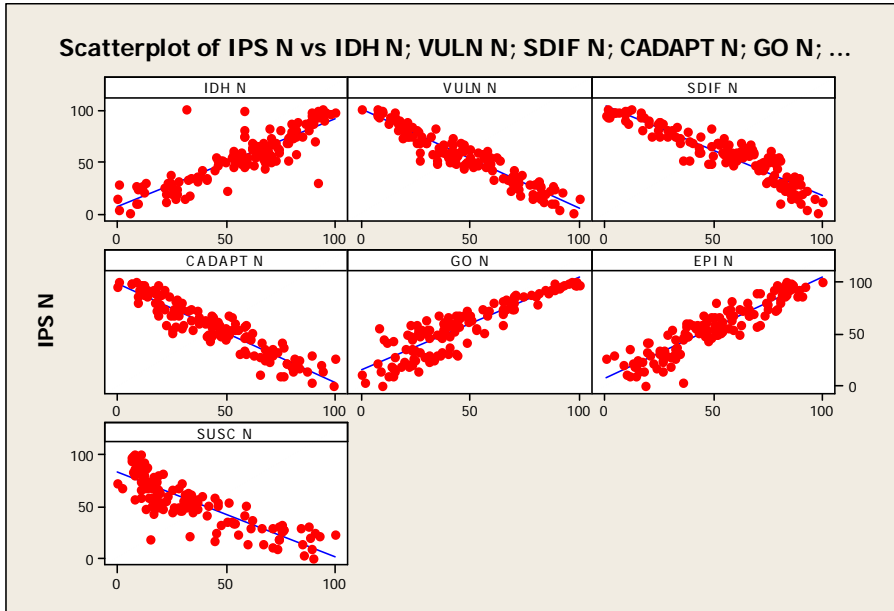 Scatterplot of IPS N vs IDH N; VULN N; SDIF N; CADAPT N; GO N; ...
IDH N VULN N SDIF N
100
50
0
0 50 100 0 50 100 0 50 100
CADAPT N GO N EPI N
100
50
0
0 50 100 0 50 100 0 50 100
IPS N
SUSC N
100
50
0
0 50 100